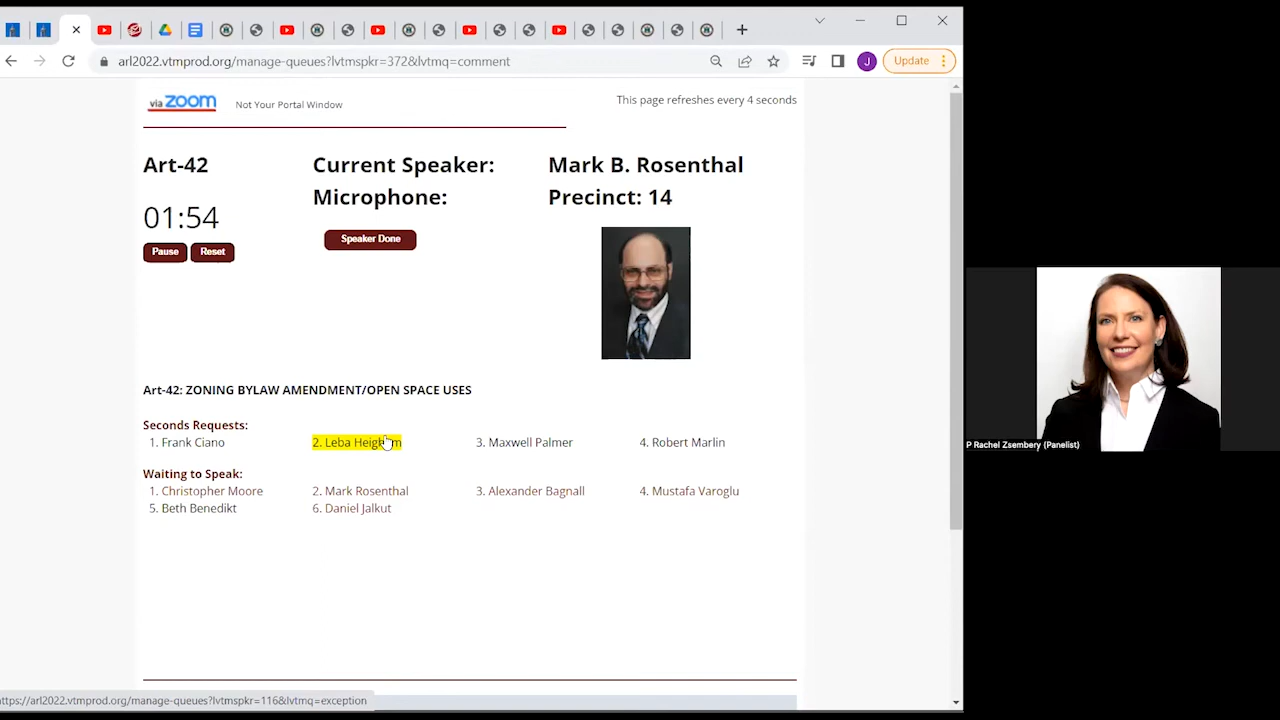 arl2022.vtmprod.org/manage-queues?lvtmspkr=372&lvtmq=comment
J
Update
via zoom
Not Your Portal Window
This page refreshes every 4 seconds
Art-42
Current Speaker:
Mark B. Rosenthal
Microphone:
Precinct: 14
01:54
Pause
Reset
Speaker Done
Art-42: ZONING BYLAW AMENDMENT/OPEN SPACE USES
Seconds Requests:
1. Frank Ciano
2. Leba Heigham
3. Maxwell Palmer
4. Robert Marlin
Waiting to Speak:
1. Christopher Moore
2. Mark Rosenthal
3. Alexander Bagnall
4. Mustafa Varoglu
5. Beth Benedikt
6. Daniel Jalkut
P Rachel Zsembery (Panelist)
https://arl2022.vtmprod.org/manage-queues?lvtmspkr=116&lvtmq=exception